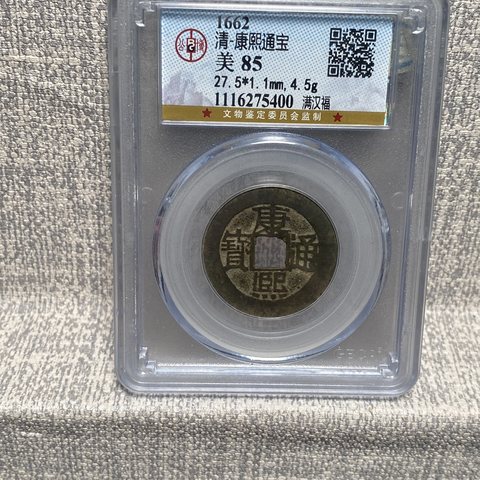 1662
清·康熙通宝
美 85
27.5*1.1mm,4.5g
1116275400 满汉福
★ 文物鉴定委员会监制 ★
康
寶 通
熙